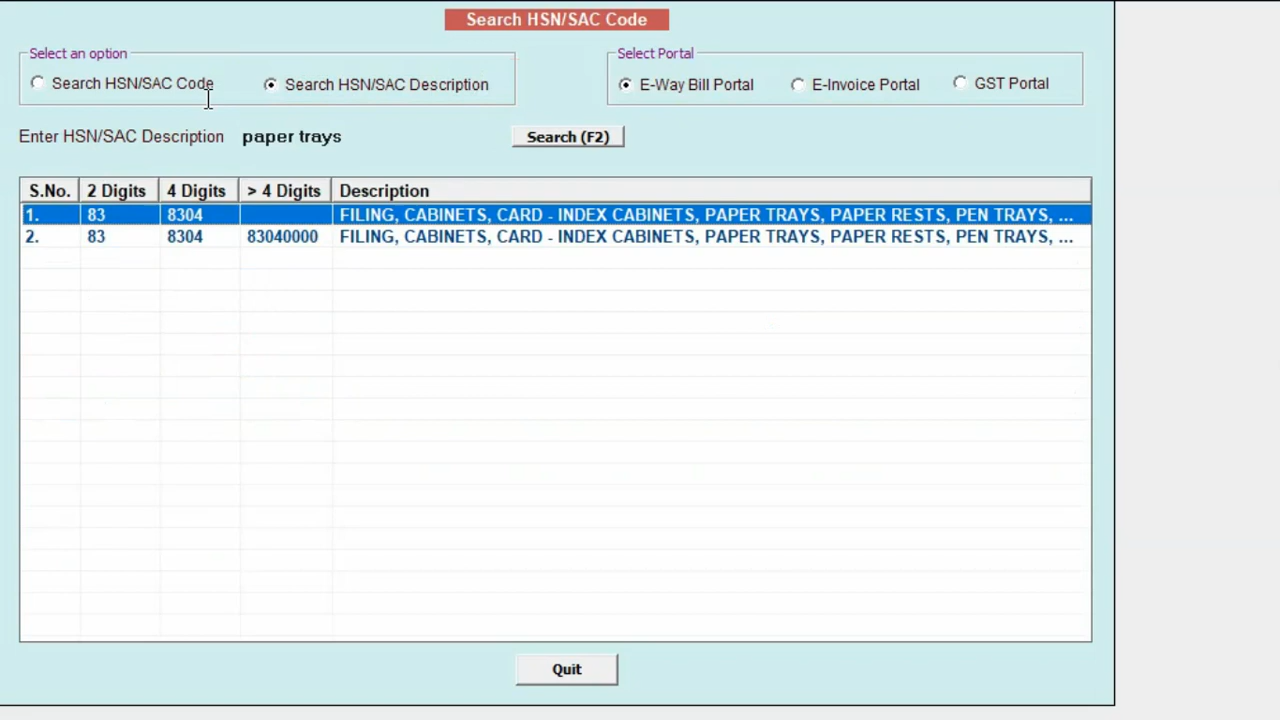 Search HSN/SAC Code
Select an option
Select Portal
Search HSN/SAC Code Search HSN/SAC Description E-Way Bill Portal E-Invoice Portal GST Portal
Enter HSN/SAC Description paper trays Search (F2)
S.No. 2 Digits 4 Digits > 4 Digits Description
1. 83 8304 FILING, CABINETS, CARD - INDEX CABINETS, PAPER TRAYS, PAPER RESTS, PEN TRAYS, ...
2. 83 8304 83040000 FILING, CABINETS, CARD - INDEX CABINETS, PAPER TRAYS, PAPER RESTS, PEN TRAYS, ...
Quit